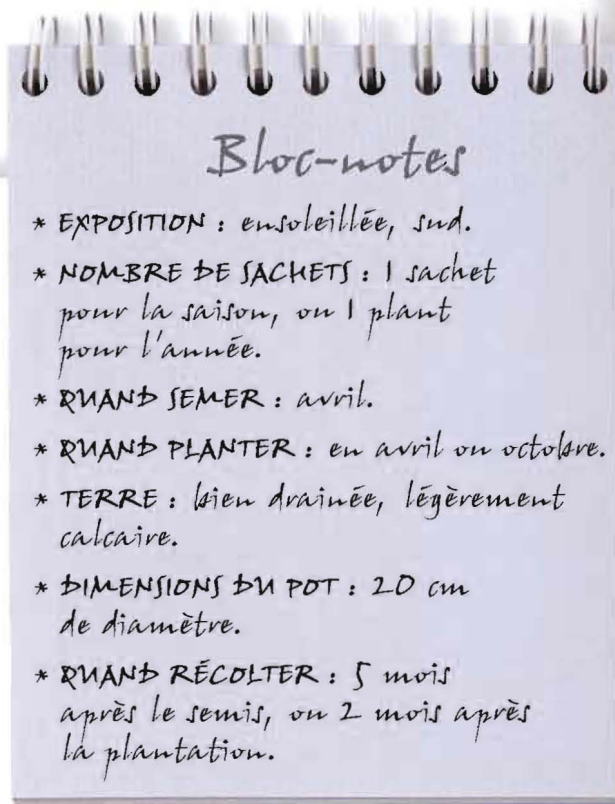 Bloc-notes
* EXPOSITION : ensoleillée, sud.
* NOMBRE DE SACHETS : 1 sachet
pour la saison, ou 1 plant
pour l'année.
* QUAND SEMER : avril.
* QUAND PLANTER : en avril ou octobre.
* TERRE : bien drainée, légèrement
calcaire.
* DIMENSIONS DU POT : 20 cm
de diamètre.
* QUAND RÉCOLTER : 5 mois
après le semis, ou 2 mois après
la plantation.